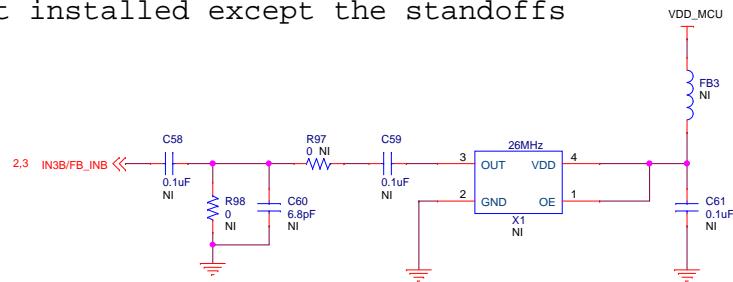 t installed except the standoffs
VDD_MCU
FB3
NI
C58
R97
0 NI
C59
26MHz
2,3 IN3B/FB_INB
3 OUT VDD 4
0.1uF
NI
R98
0
NI
C60
6.8pF
NI
0.1uF
NI
2 GND OE 1
X1
NI
C61
0.1uF
NI